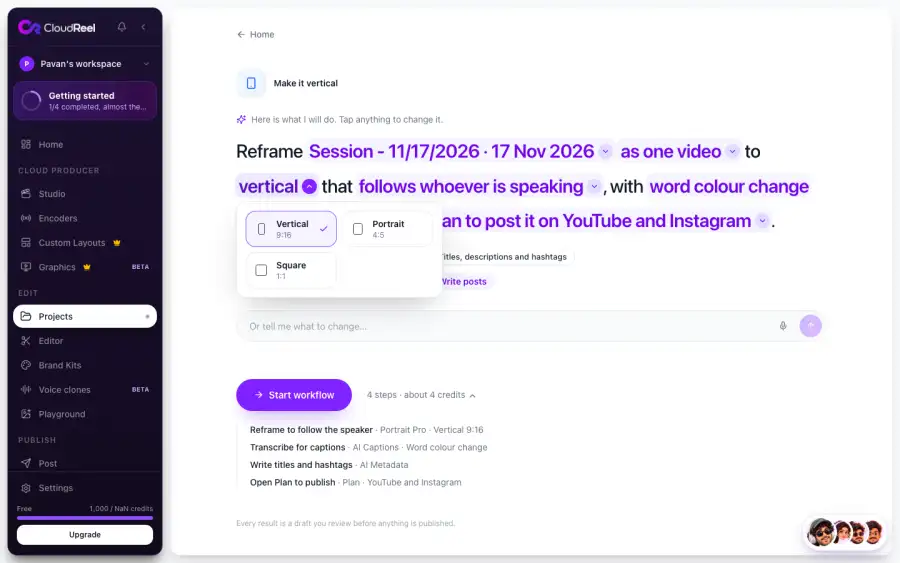 CloudReel
P Pavan's workspace
Getting started
1/4 completed, almost the...
Home
CLOUD PRODUCER
Studio
Encoders
Custom Layouts
Graphics BETA
EDIT
Projects
Editor
Brand Kits
Voice clones BETA
Playground
PUBLISH
Post
Settings
Free 1,000 / NaN credits
Upgrade
Home
Make it vertical
Here is what I will do. Tap anything to change it.
Reframe Session - 11/17/2026 · 17 Nov 2026 as one video to
vertical that follows whoever is speaking , with word colour change
an to post it on YouTube and Instagram .
Vertical
9:16
Portrait
4:5
Square
1:1
itles, descriptions and hashtags
Write posts
Or tell me what to change...
Start workflow 4 steps · about 4 credits
Reframe to follow the speaker · Portrait Pro · Vertical 9:16
Transcribe for captions · AI Captions · Word colour change
Write titles and hashtags · AI Metadata
Open Plan to publish · Plan · YouTube and Instagram
Every result is a draft you review before anything is published.